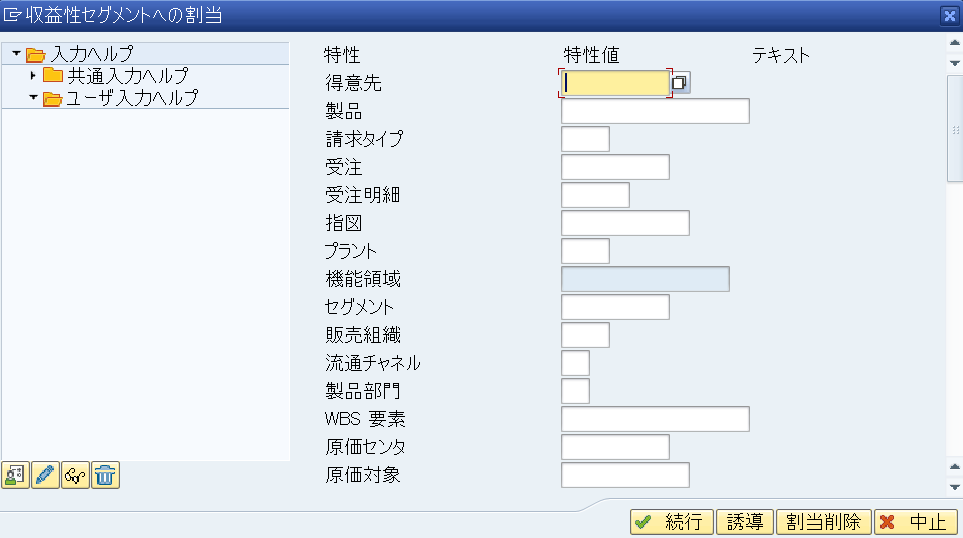 収益性セグメントへの割当
入力ヘルプ
共通入力ヘルプ
ユーザ入力ヘルプ
特性 特性値 テキスト
得意先
製品
請求タイプ
受注
受注明細
指図
プラント
機能領域
セグメント
販売組織
流通チャネル
製品部門
WBS 要素
原価センタ
原価対象
続行 誘導 割当削除 中止